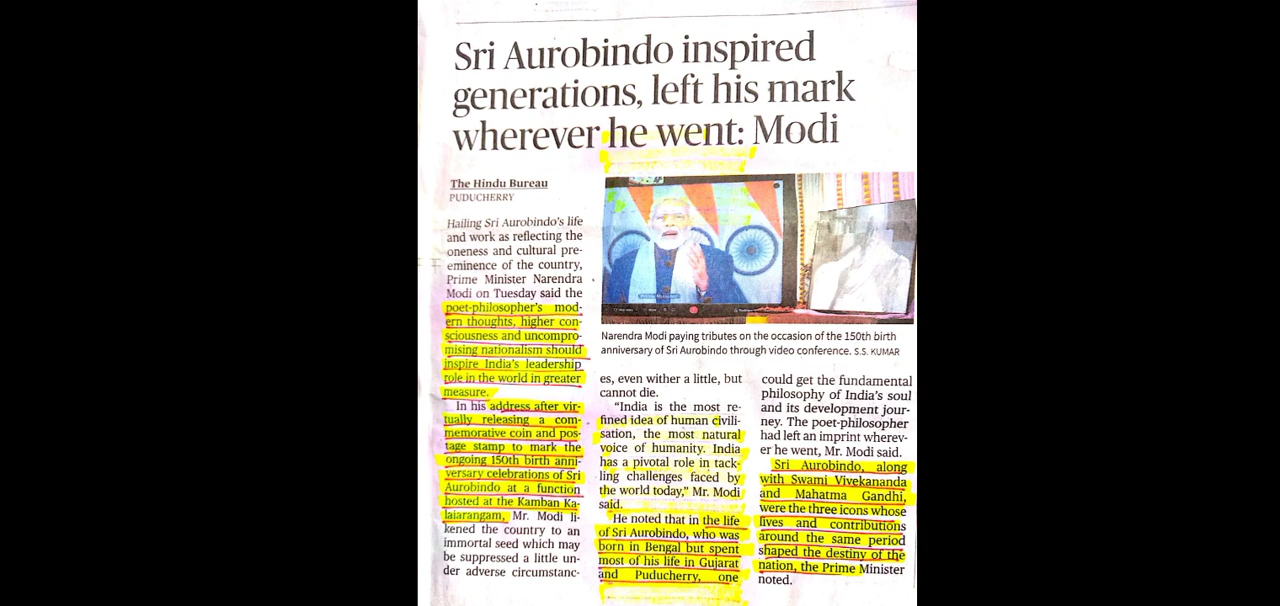 Sri Aurobindo inspired
generations, left his mark
wherever he went: Modi
The Hindu Bureau
PUDUCHERRY
Hailing Sri Aurobindo's life
and work as reflecting the
oneness and cultural pre-
eminence of the country,
Prime Minister Narendra
Modi on Tuesday said the
poet-philosopher's mod-
ern thoughts, higher con-
sciousness and uncompro-
mising nationalism should
inspire India's leadership
role in the world in greater
measure.
In his address after vir-
tually releasing a com-
memorative coin and pos-
tage stamp to mark the
ongoing 150th birth anni-
versary celebrations of Sri
Aurobindo at a function
hosted at the Kamban Ka-
laiarangam, Mr. Modi li-
kened the country to an
immortal seed which may
be suppressed a little un-
der adverse circumstanc-
Narendra Modi paying tributes on the occasion of the 150th birth
anniversary of Sri Aurobindo through video conference. S.S. KUMAR
es, even wither a little, but
cannot die.
"India is the most re-
fined idea of human civili-
sation, the most natural
voice of humanity. India
has a pivotal role in tack-
ling challenges faced by
the world today," Mr. Modi
said.
He noted that in the life
of Sri Aurobindo, who was
born in Bengal but spent
most of his life in Gujarat
and Puducherry, one
could get the fundamental
philosophy of India's soul
and its development jour-
ney. The poet-philosopher
had left an imprint wherev-
er he went, Mr. Modi said.
Sri Aurobindo, along
with Swami Vivekananda
and Mahatma Gandhi,
were the three icons whose
lives and contributions
around the same period
shaped the destiny of the
nation, the Prime Minister
noted.